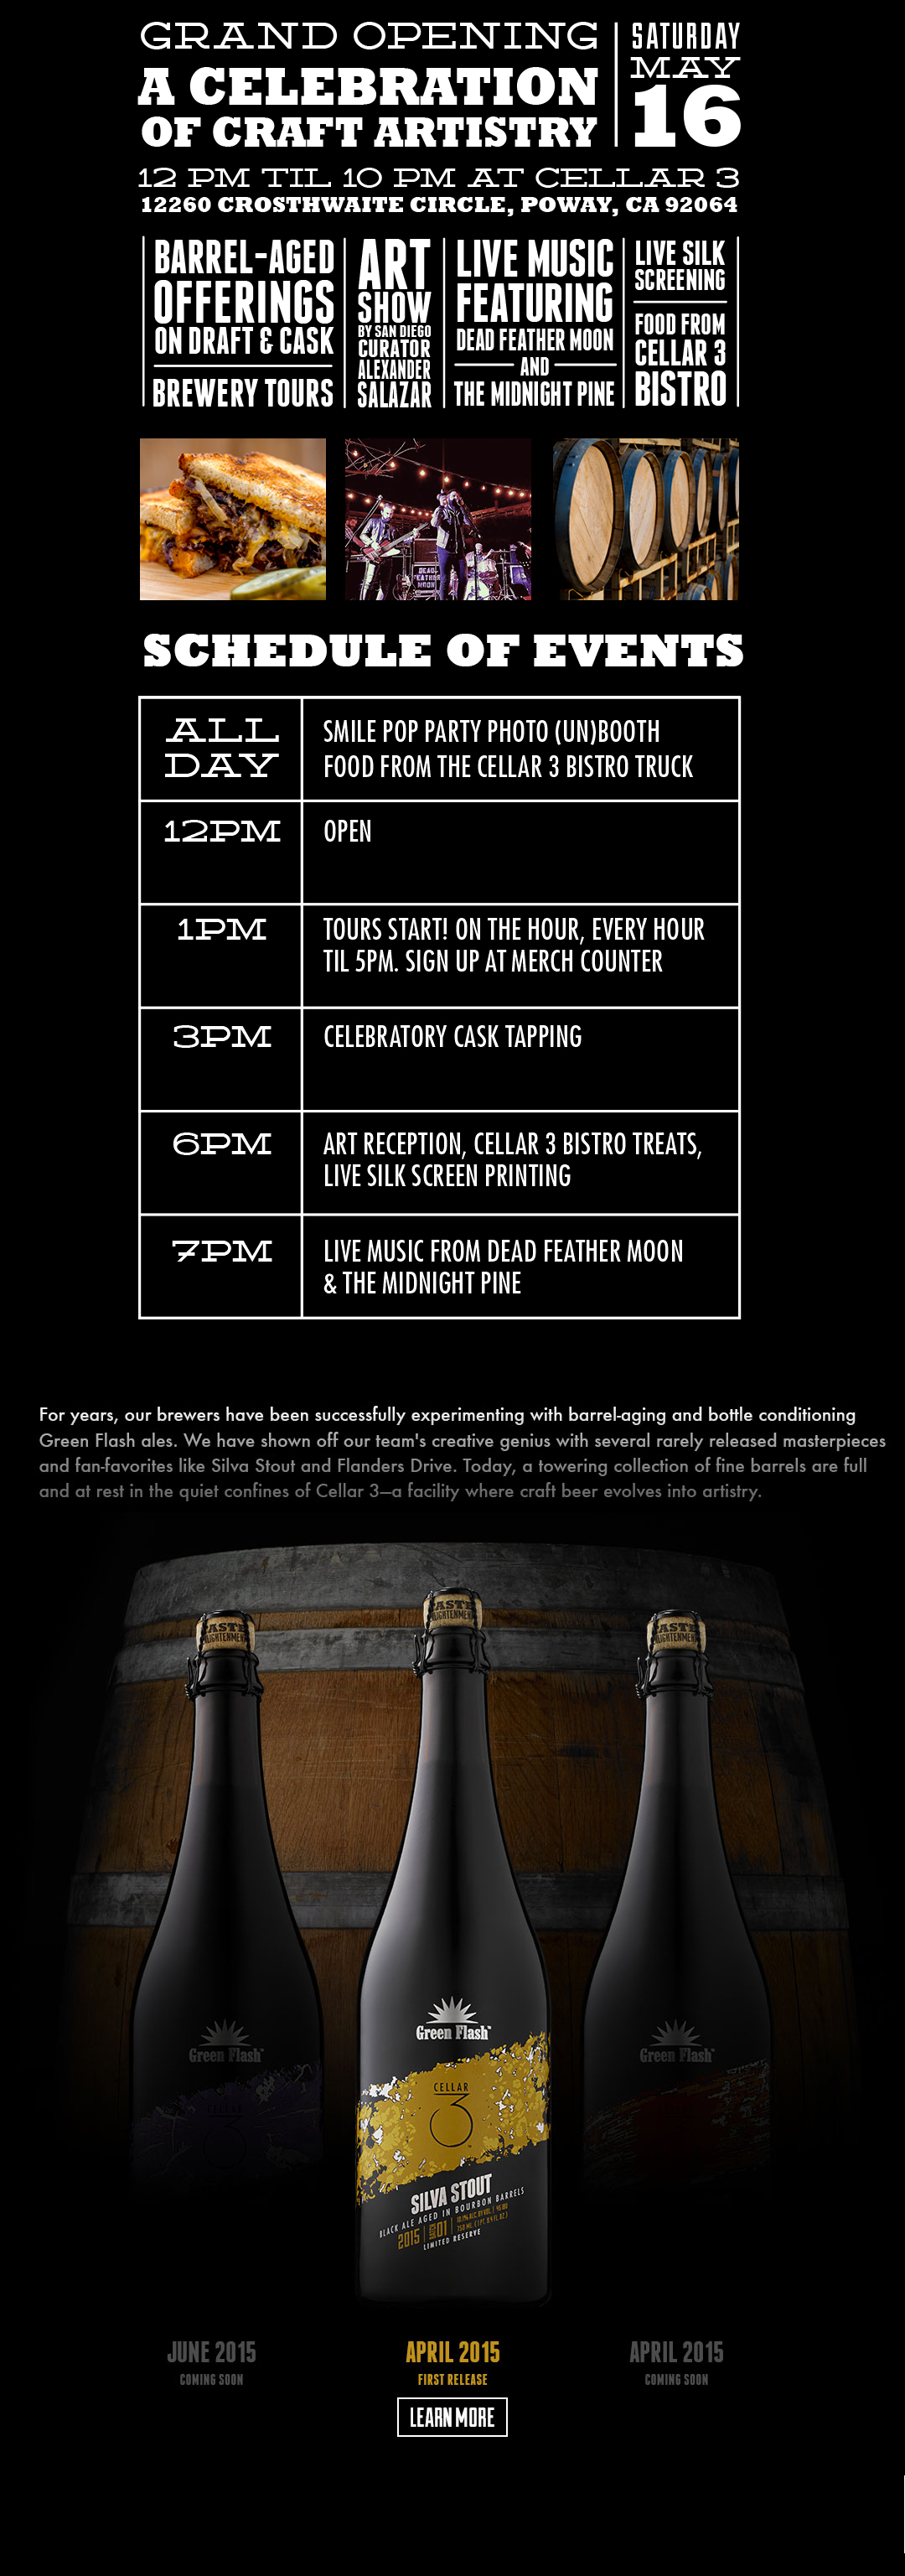 GRAND OPENING
A CELEBRATION
OF CRAFT ARTISTRY
SATURDAY
MAY
16
12 PM TIL 10 PM AT CELLAR 3
12260 CROSTHWAITE CIRCLE, POWAY, CA 92064
BARREL-AGED
OFFERINGS
ON DRAFT & CASK
BREWERY TOURS
ART
SHOW
BY SAN DIEGO
CURATOR
ALEXANDER
SALAZAR
LIVE MUSIC
FEATURING
DEAD FEATHER MOON
AND
THE MIDNIGHT PINE
LIVE SILK
SCREENING
FOOD FROM
CELLAR 3
BISTRO
DEAD
FEATHER
MOON
SCHEDULE OF EVENTS
ALL
DAY
SMILE POP PARTY PHOTO (UN)BOOTH
FOOD FROM THE CELLAR 3 BISTRO TRUCK
12PM
OPEN
1PM
TOURS START! ON THE HOUR, EVERY HOUR
TIL 5PM. SIGN UP AT MERCH COUNTER
3PM
CELEBRATORY CASK TAPPING
6PM
ART RECEPTION, CELLAR 3 BISTRO TREATS,
LIVE SILK SCREEN PRINTING
7PM
LIVE MUSIC FROM DEAD FEATHER MOON
& THE MIDNIGHT PINE
For years, our brewers have been successfully experimenting with barrel-aging and bottle conditioning
Green Flash ales. We have shown off our team's creative genius with several rarely released masterpieces
and fan-favorites like Silva Stout and Flanders Drive. Today, a towering collection of fine barrels are full
and at rest in the quiet confines of Cellar 3—a facility where craft beer evolves into artistry.
Green Flash™
Green Flash™
Green Flash™
CELLAR
3
SILVA STOUT
BLACK ALE AGED IN BOURBON BARRELS
2015
01
LIMITED RESERVE
JUNE 2015
COMING SOON
APRIL 2015
FIRST RELEASE
LEARN MORE
APRIL 2015
COMING SOON